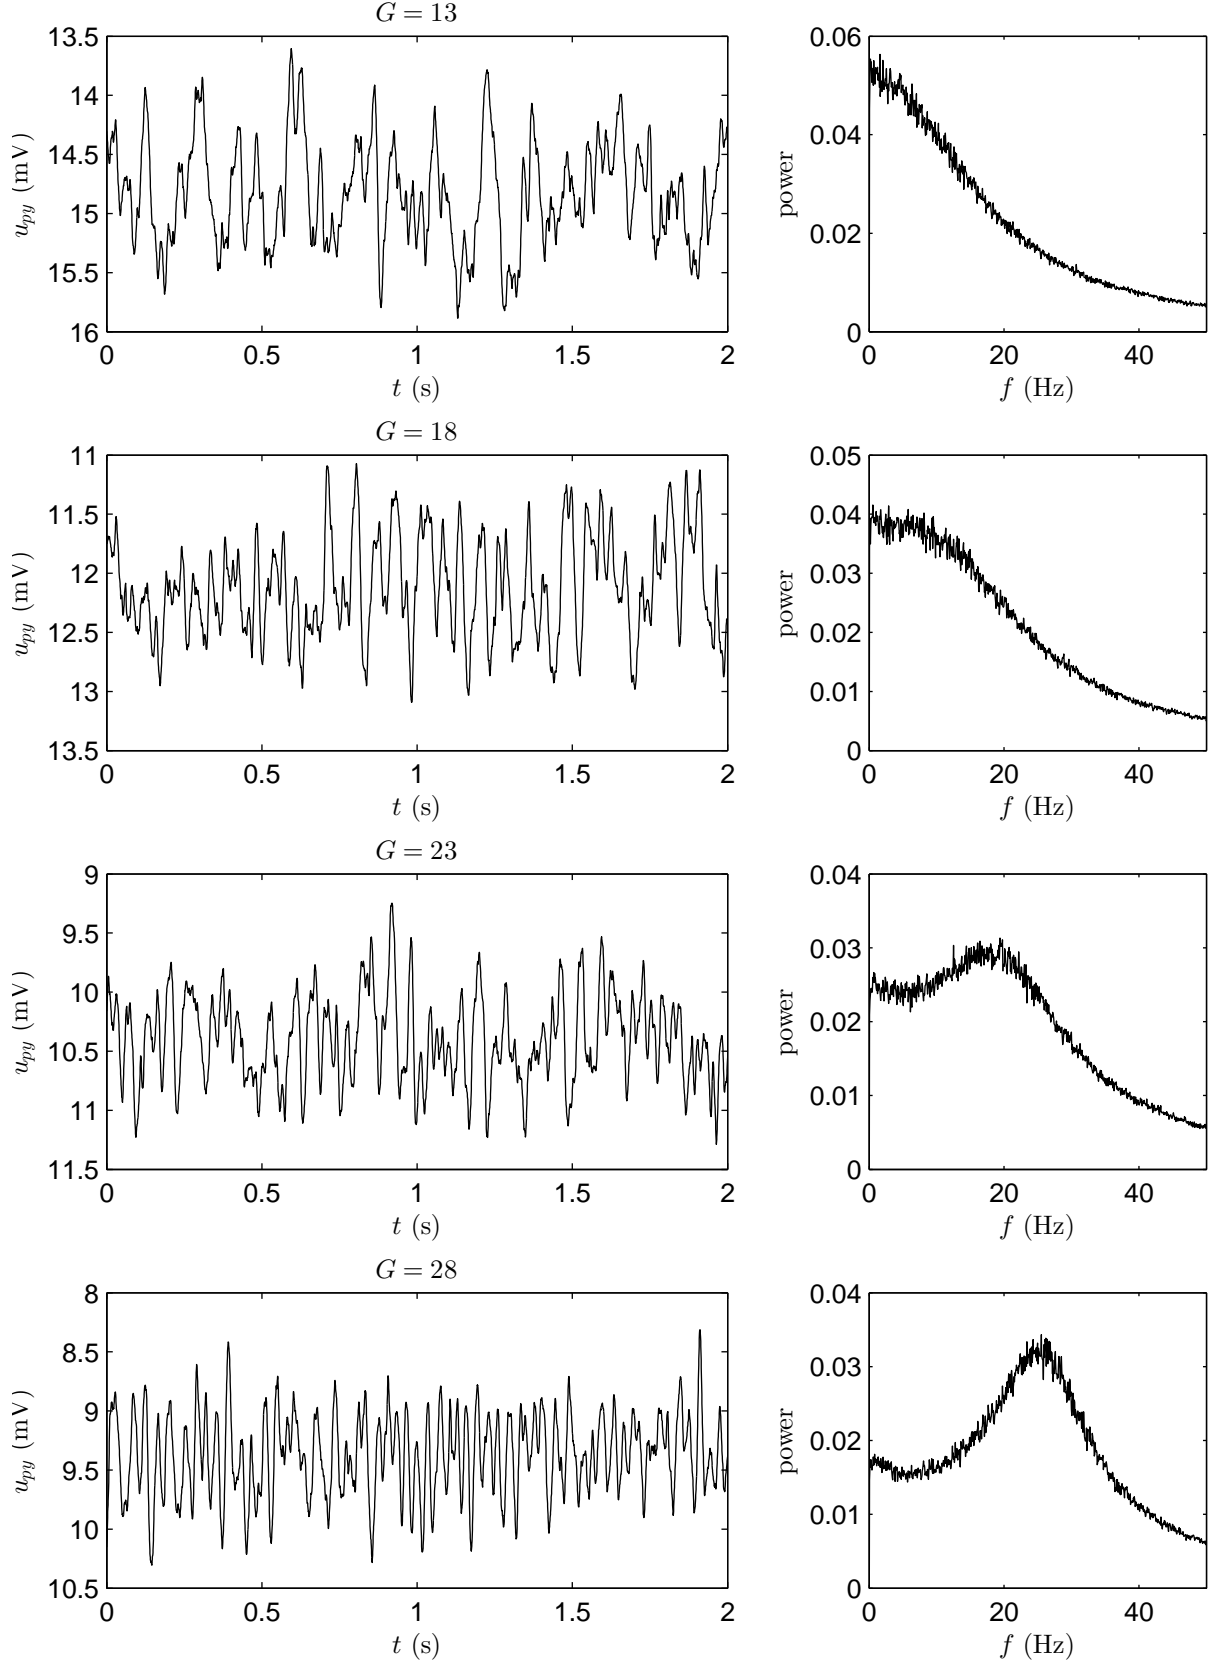 G = 13
13.5
14
14.5
15
15.5
16
u_py (mV)
0 0.5 1 1.5 2
t (s)
0.06
0.04
0.02
0
power
0 20 40
f (Hz)
G = 18
11
11.5
12
12.5
13
13.5
u_py (mV)
0 0.5 1 1.5 2
t (s)
0.05
0.04
0.03
0.02
0.01
0
power
0 20 40
f (Hz)
G = 23
9
9.5
10
10.5
11
11.5
u_py (mV)
0 0.5 1 1.5 2
t (s)
0.04
0.03
0.02
0.01
0
power
0 20 40
f (Hz)
G = 28
8
8.5
9
9.5
10
10.5
u_py (mV)
0 0.5 1 1.5 2
t (s)
0.04
0.03
0.02
0.01
0
power
0 20 40
f (Hz)